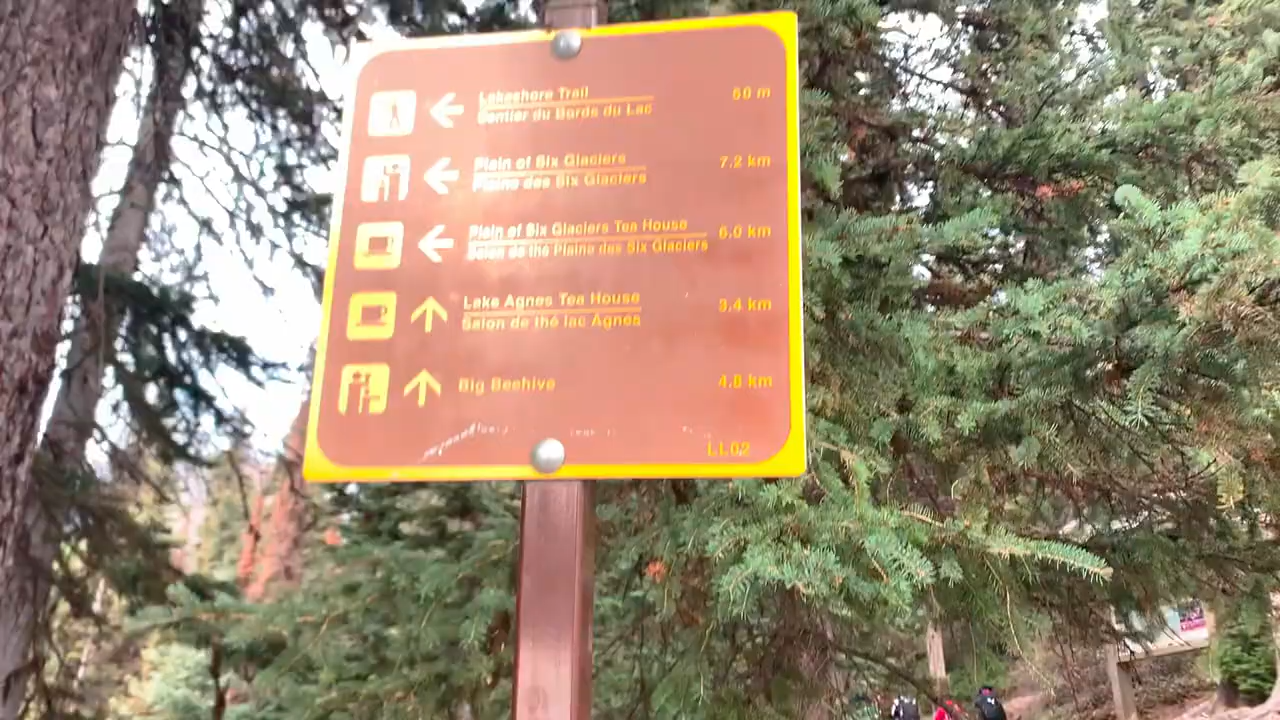 Lakeshore Trail 50 m
Sentier du Bords du Lac
Plain of Six Glaciers 7.2 km
Plaine des Six Glaciers
Plain of Six Glaciers Tea House 6.0 km
Salon de thé Plaine des Six Glaciers
Lake Agnes Tea House 3.4 km
Salon de thé lac Agnes
Big Beehive 4.8 km
LL02